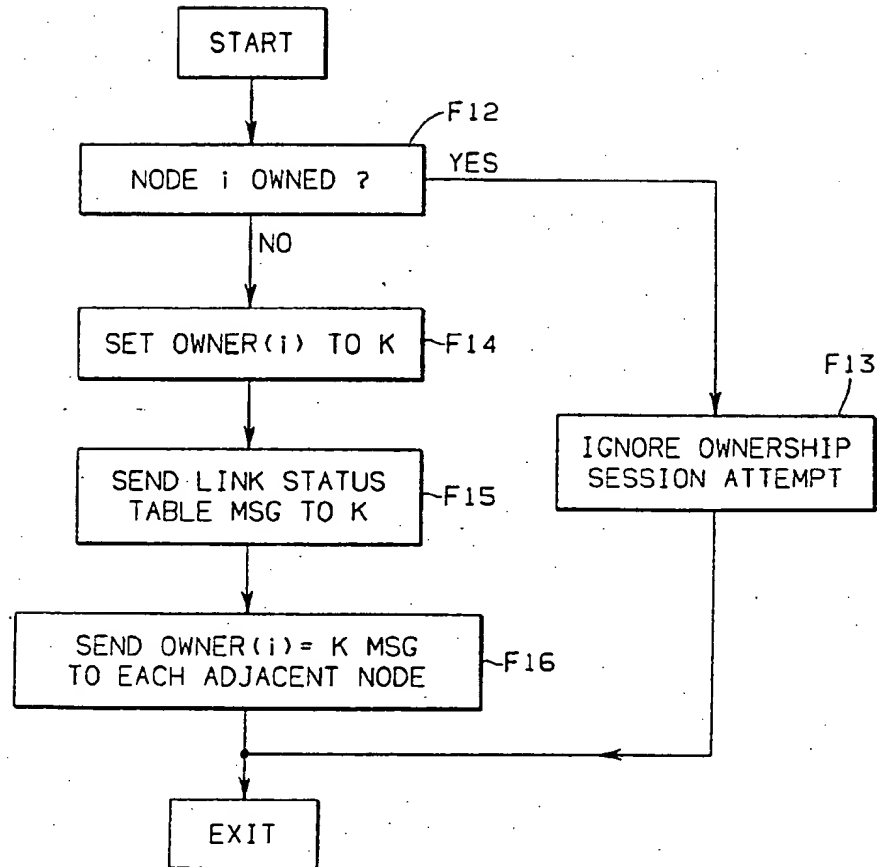 START
F12
NODE i OWNED ?
YES
NO
SET OWNER(i) TO K
F14
F13
IGNORE OWNERSHIP
SESSION ATTEMPT
SEND LINK STATUS
TABLE MSG TO K
F15
SEND OWNER(i)= K MSG
TO EACH ADJACENT NODE
F16
EXIT